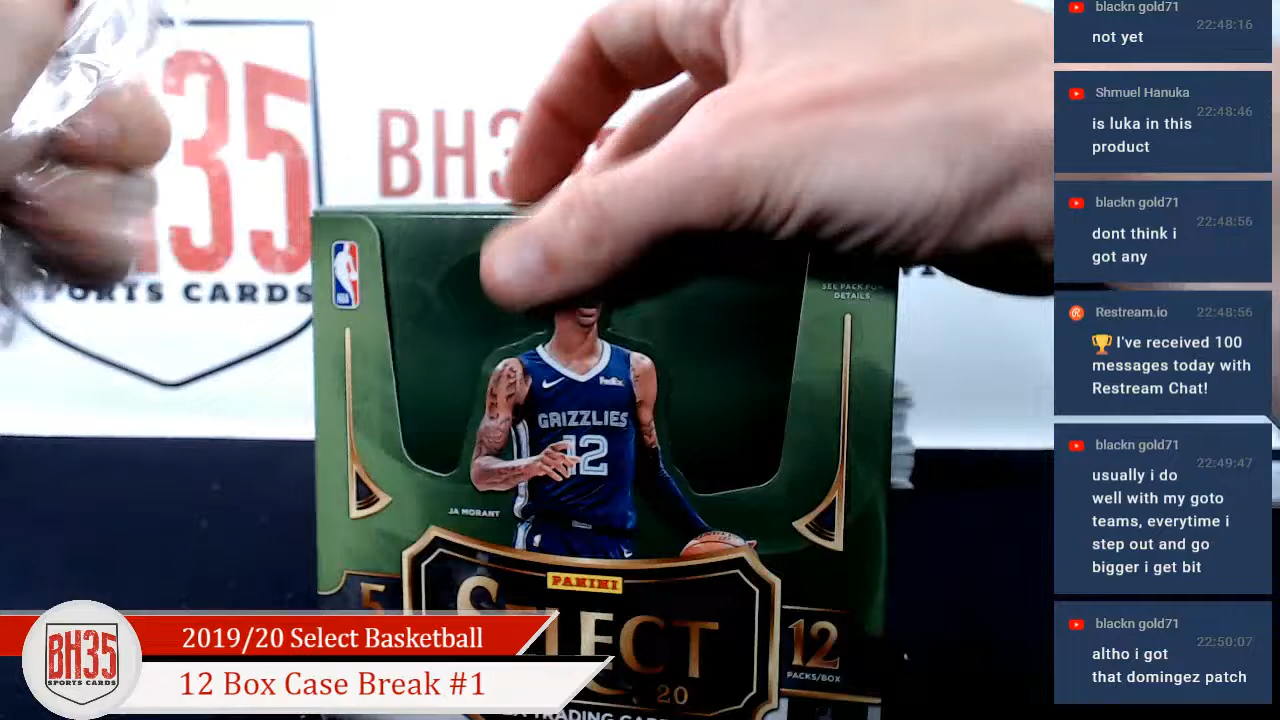 BH35
SPORTS CARDS
BH3
SEE PACK FOR
DETAILS
FedEx
GRIZZLIES
12
JA MORANT
PANINI
SELECT
5
12
PACKS/BOX
20
TRADING CAR
BH35
SPORTS CARDS
2019/20 Select Basketball
12 Box Case Break #1
blackn gold71
22:48:16
not yet
Shmuel Hanuka
22:48:46
is luka in this
product
blackn gold71
22:48:56
dont think i
got any
Restream.io
22:48:56
🏆 I've received 100
messages today with
Restream Chat!
blackn gold71
22:49:47
usually i do
well with my goto
teams, everytime i
step out and go
bigger i get bit
blackn gold71
22:50:07
altho i got
that domingez patch